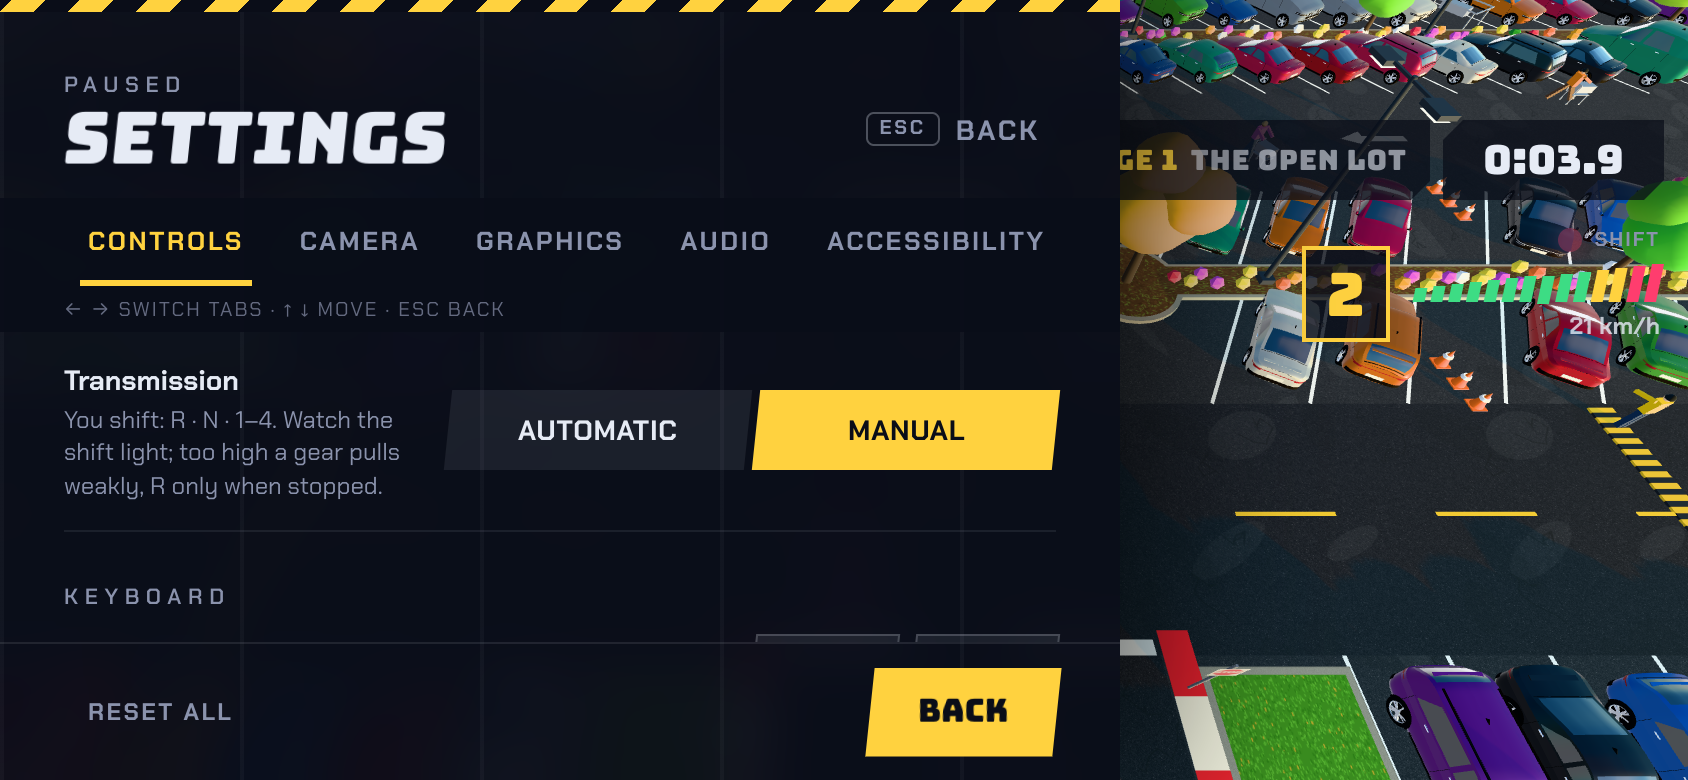 PAUSED
SETTINGS
ESC BACK
CONTROLS CAMERA GRAPHICS AUDIO ACCESSIBILITY
← → SWITCH TABS · ↑ ↓ MOVE · ESC BACK
Transmission
You shift: R · N · 1–4. Watch the
shift light; too high a gear pulls
weakly, R only when stopped.
AUTOMATIC MANUAL
KEYBOARD
RESET ALL
BACK
GE 1 THE OPEN LOT
0:03.9
SHIFT
2
21 km/h